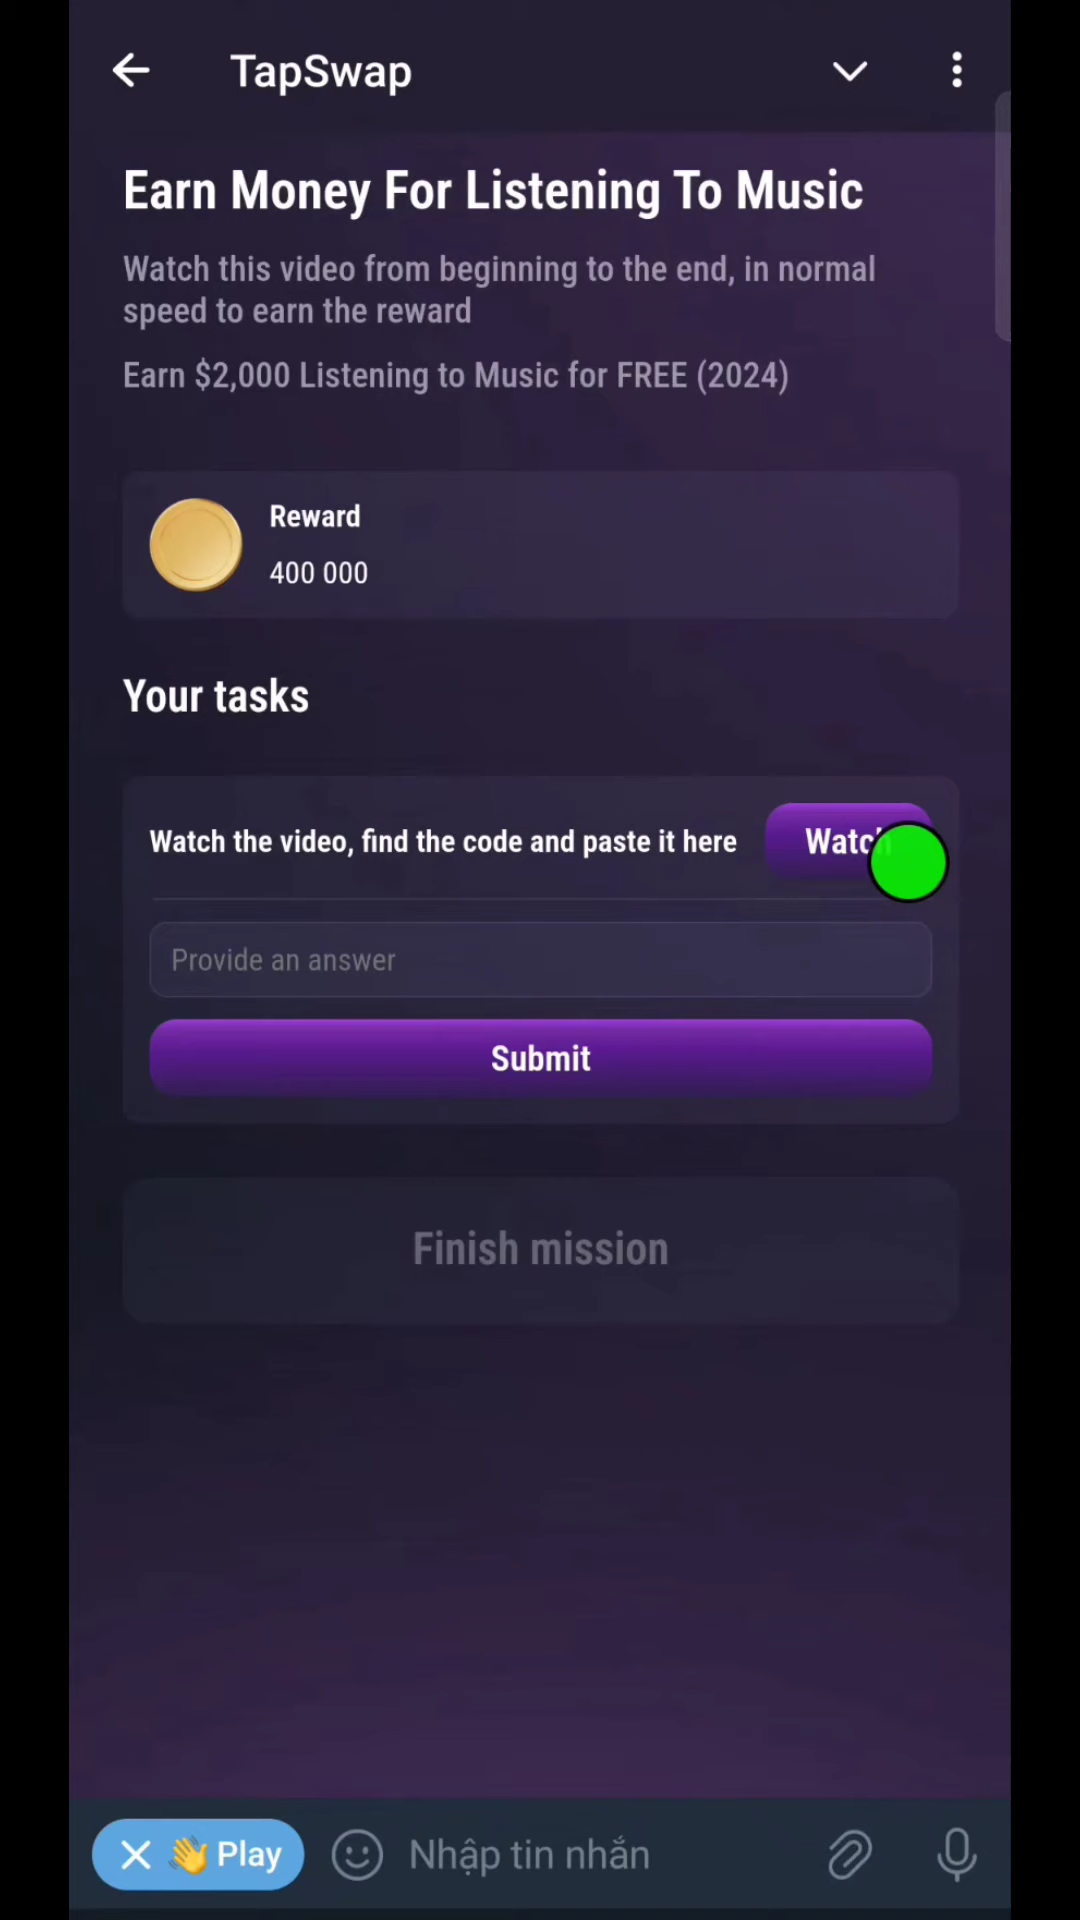 TapSwap
Earn Money For Listening To Music
Watch this video from beginning to the end, in normal
speed to earn the reward
Earn $2,000 Listening to Music for FREE (2024)
Reward
400 000
Your tasks
Watch the video, find the code and paste it here
Watch
Provide an answer
Submit
Finish mission
👋 Play
Nhập tin nhắn